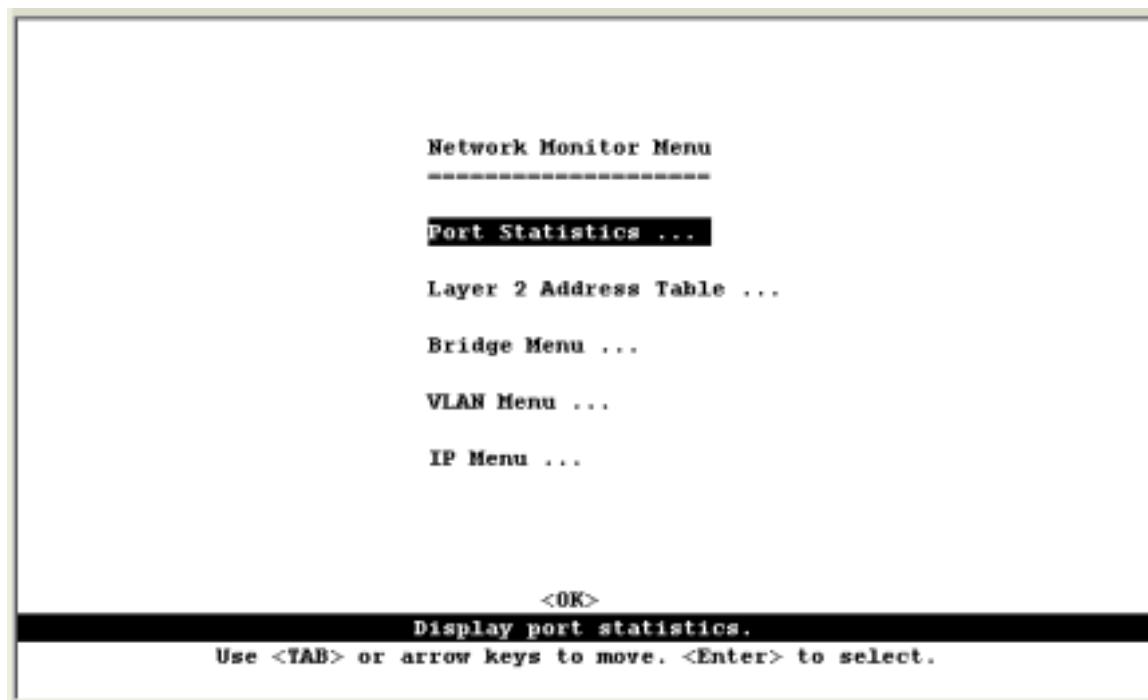 Network Monitor Menu
====================
Port Statistics ...
Layer 2 Address Table ...
Bridge Menu ...
VLAN Menu ...
IP Menu ...
<OK>
Display port statistics.
Use <TAB> or arrow keys to move. <Enter> to select.